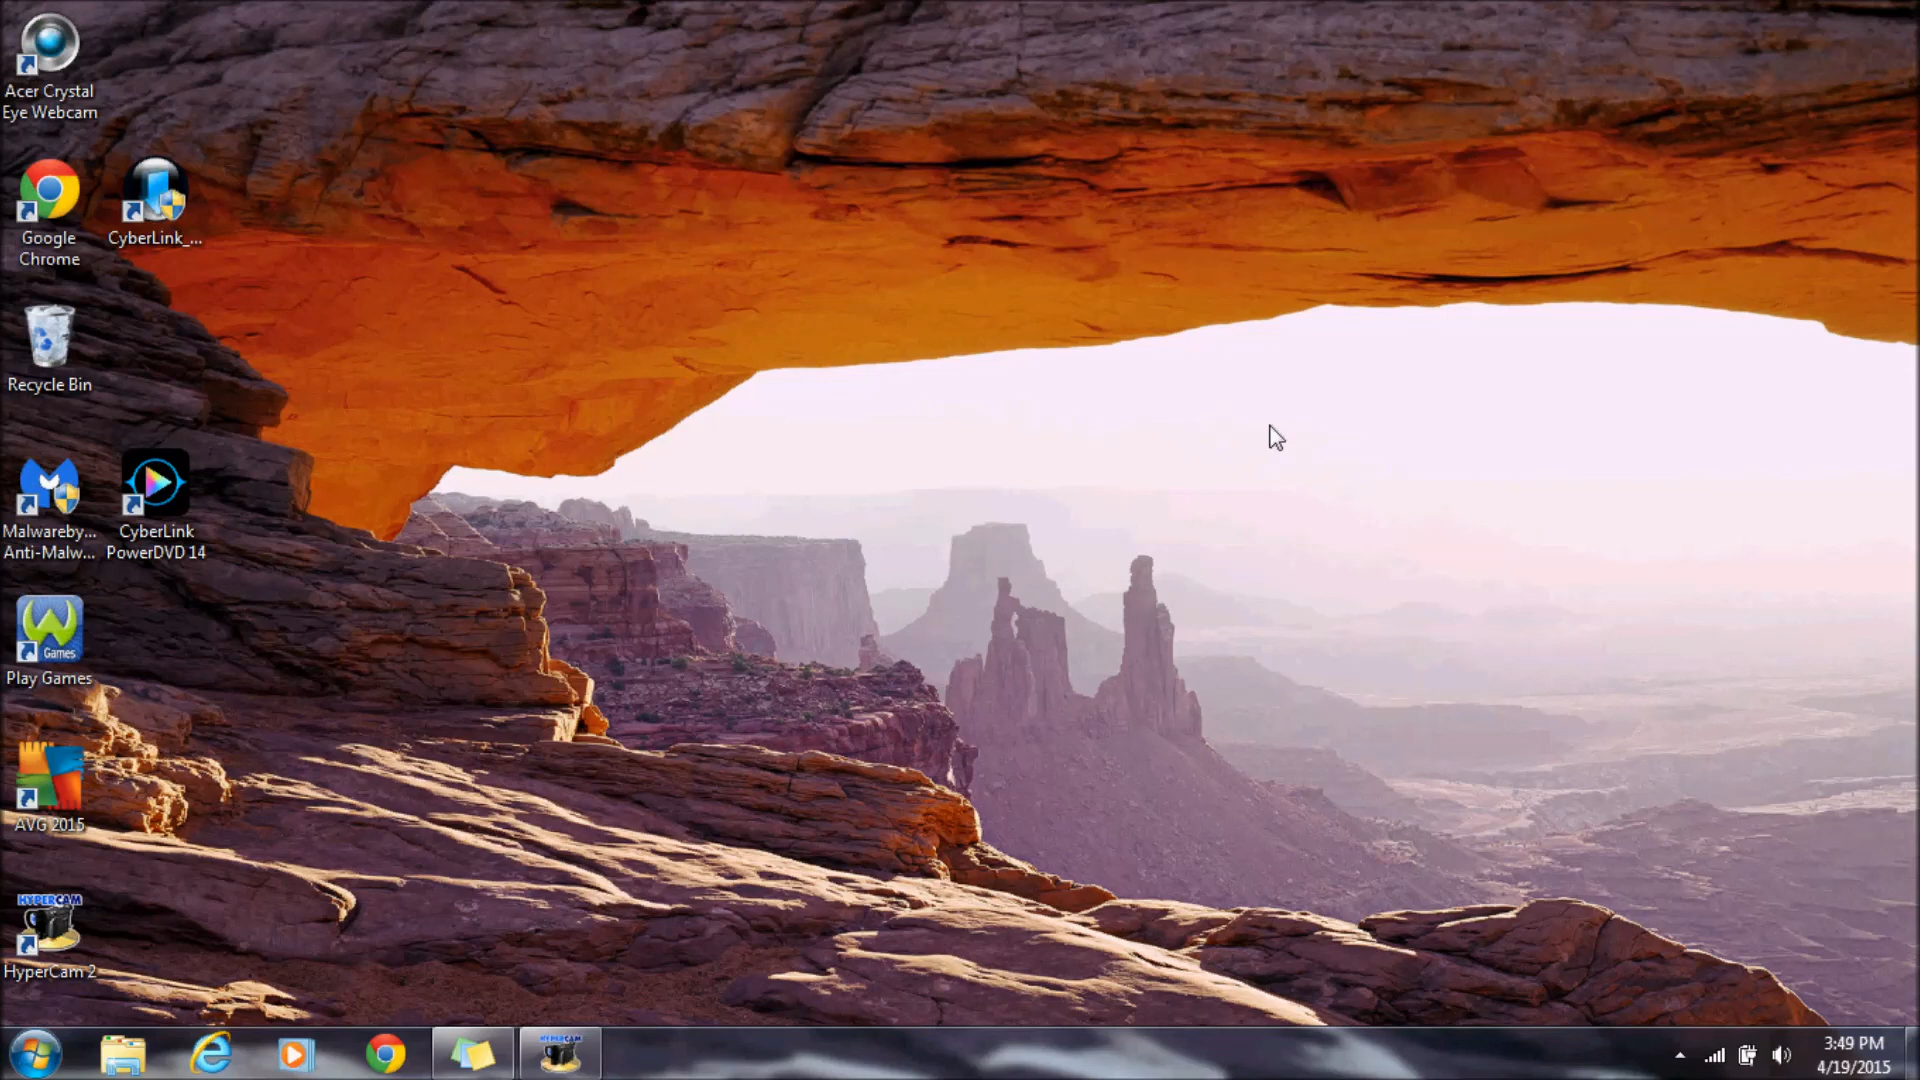 Acer Crystal
Eye Webcam
Google
Chrome
CyberLink_...
Recycle Bin
Malwareby...
Anti-Malw...
CyberLink
PowerDVD 14
Games
Play Games
AVG 2015
HYPERCAM
HyperCam 2
HYPERCAM
3:49 PM
4/19/2015